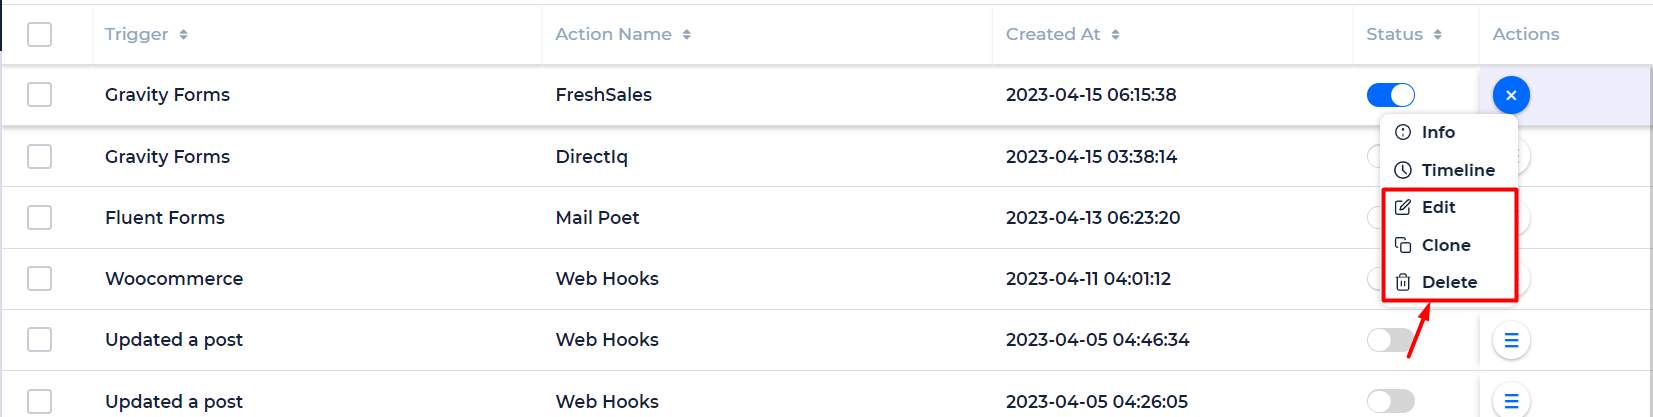 Trigger Action Name Created At Status Actions
Gravity Forms FreshSales 2023-04-15 06:15:38
Info
Gravity Forms DirectIq 2023-04-15 03:38:14
Timeline
Edit
Fluent Forms Mail Poet 2023-04-13 06:23:20
Clone
Woocommerce Web Hooks 2023-04-11 04:01:12
Delete
Updated a post Web Hooks 2023-04-05 04:46:34
Updated a post Web Hooks 2023-04-05 04:26:05